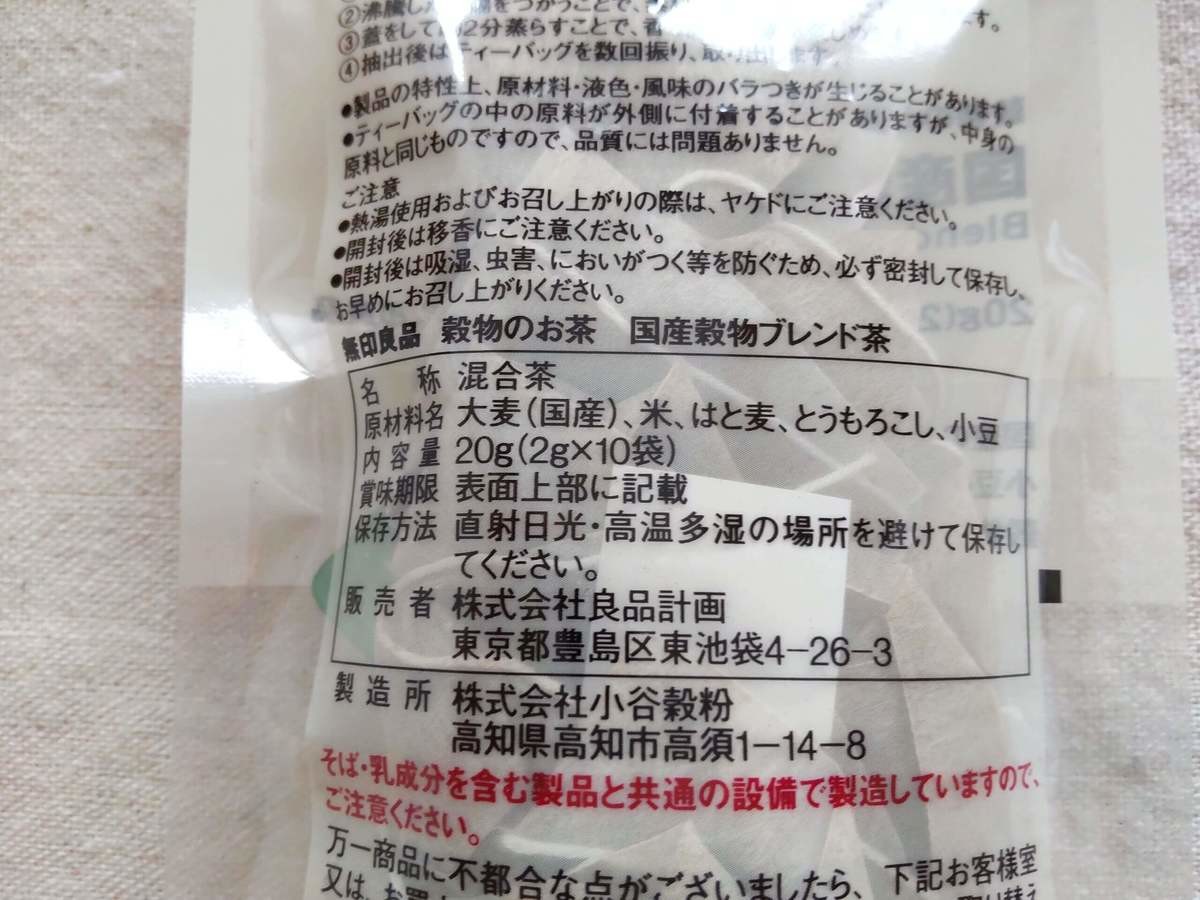 ②沸騰した
③蓋をして約2分蒸らすことで、香
④抽出後はティーバッグを数回振り、取り出します。
●製品の特性上、原材料・液色・風味のバラつきが生じることがあります。
●ティーバッグの中の原料が外側に付着することがありますが、中身の
原料と同じものですので、品質には問題ありません。
ご注意
●熱湯使用およびお召し上がりの際は、ヤケドにご注意ください。
●開封後は移香にご注意ください。
●開封後は吸湿、虫害、においがつく等を防ぐため、必ず密封して保存し、
お早めにお召し上がりください。
無印良品 穀物のお茶 国産穀物ブレンド茶
名称 混合茶
原材料名 大麦(国産)、米、はと麦、とうもろこし、小豆
内容量 20g(2g×10袋)
賞味期限 表面上部に記載
保存方法 直射日光・高温多湿の場所を避けて保存し
てください。
販売者 株式会社良品計画
東京都豊島区東池袋4-26-3
製造所 株式会社小谷穀粉
高知県高知市高須1-14-8
そば・乳成分を含む製品と共通の設備で製造していますので、
ご注意ください。
万一商品に不都合な点がございましたら、下記お客様室
又は、お買